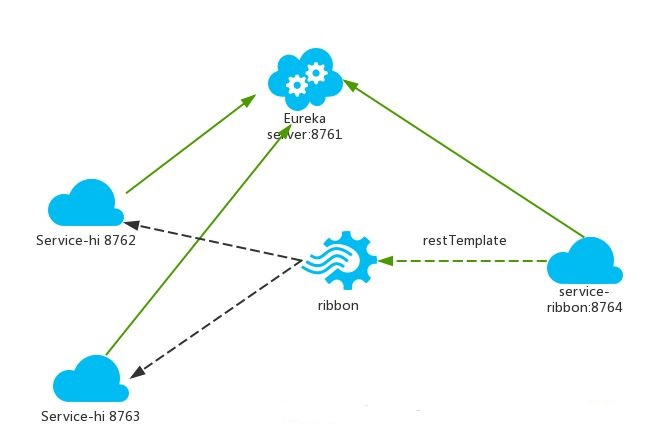 Eureka
server:8761
Service-hi 8762
restTemplate
ribbon
service-
ribbon:8764
Service-hi 8763